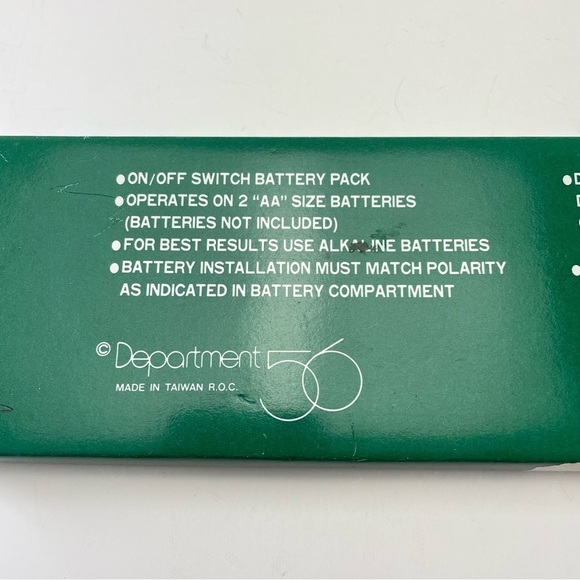 ●ON/OFF SWITCH BATTERY PACK
●OPERATES ON 2 "AA" SIZE BATTERIES
(BATTERIES NOT INCLUDED)
●FOR BEST RESULTS USE ALKALINE BATTERIES
●BATTERY INSTALLATION MUST MATCH POLARITY
AS INDICATED IN BATTERY COMPARTMENT
© Department 56
MADE IN TAIWAN R.O.C.